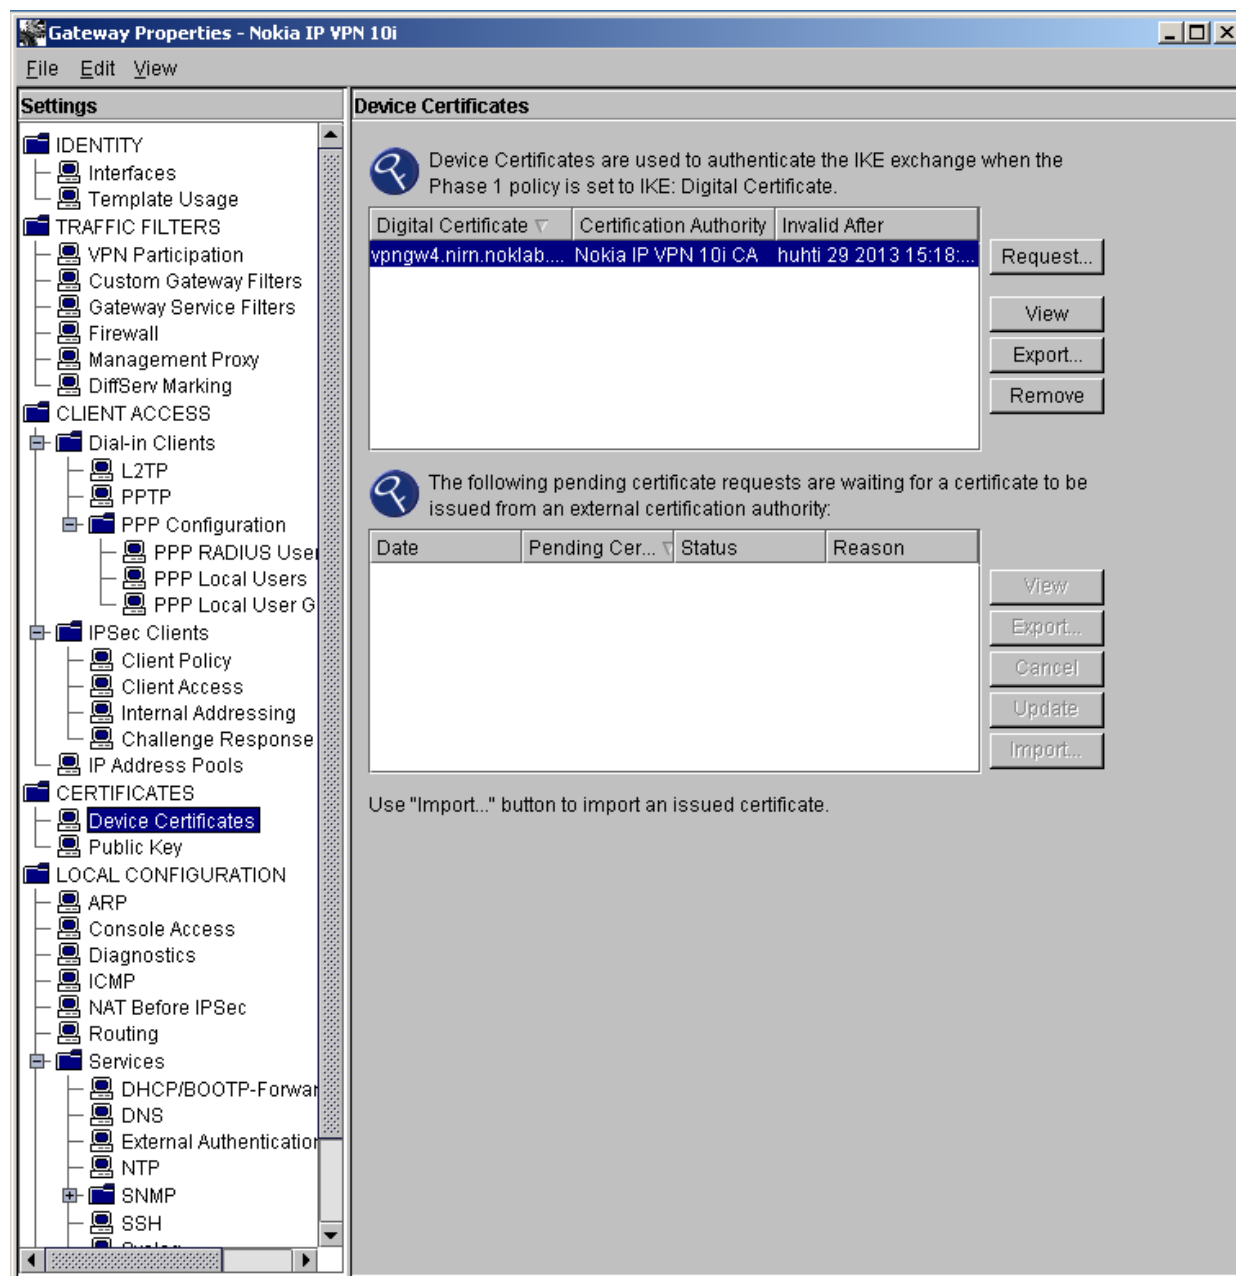 Gateway Properties - Nokia IP VPN 10i
File Edit View
Settings
IDENTITY
Interfaces
Template Usage
TRAFFIC FILTERS
VPN Participation
Custom Gateway Filters
Gateway Service Filters
Firewall
Management Proxy
DiffServ Marking
CLIENT ACCESS
Dial-in Clients
L2TP
PPTP
PPP Configuration
PPP RADIUS User
PPP Local Users
PPP Local User G
IPSec Clients
Client Policy
Client Access
Internal Addressing
Challenge Response
IP Address Pools
CERTIFICATES
Device Certificates
Public Key
LOCAL CONFIGURATION
ARP
Console Access
Diagnostics
ICMP
NAT Before IPSec
Routing
Services
DHCP/BOOTP-Forwar
DNS
External Authentication
NTP
SNMP
SSH
Device Certificates
Device Certificates are used to authenticate the IKE exchange when the
Phase 1 policy is set to IKE: Digital Certificate.
Digital Certificate Certification Authority Invalid After
vpngw4.nirn.noklab.... Nokia IP VPN 10i CA huhti 29 2013 15:18:...
Request...
View
Export...
Remove
The following pending certificate requests are waiting for a certificate to be
issued from an external certification authority:
Date Pending Cer... Status Reason
View
Export...
Cancel
Update
Import...
Use "Import..." button to import an issued certificate.